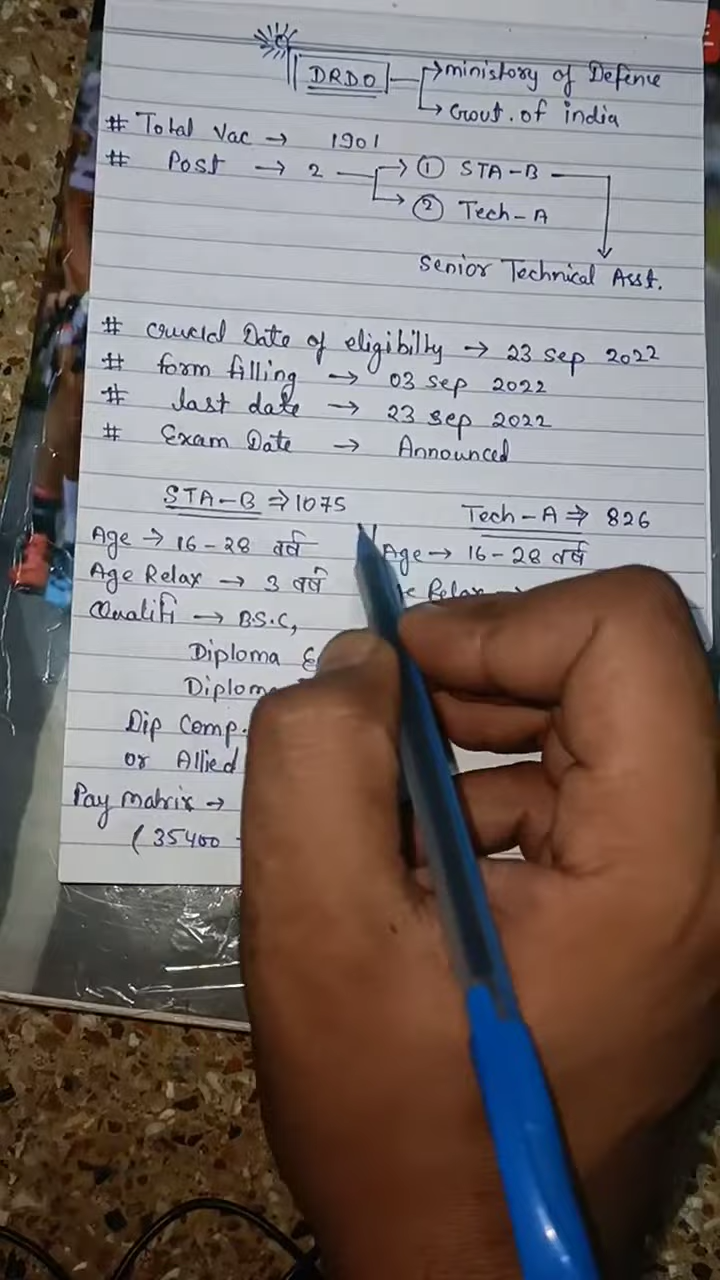 DRDO → ministory of Defence
→ Govt. of india
# Total Vac → 1901
# Post → 2 → ① STA-B
→ ② Tech-A
Senior Technical Asst.
# crucial Date of eligibilty → 23 sep 2022
# form filling → 03 sep 2022
# last date → 23 sep 2022
# Exam Date → Announced
STA-B ⇒ 1075
Age → 16-28 वर्ष
Age Relax → 3 वर्ष
Qualifi → B.S.C,
Diploma
Diploma
Dip Comp.
or Allied
Pay matrix →
(35400 -
Tech-A ⇒ 826
Age → 16-28 वर्ष
Relax →